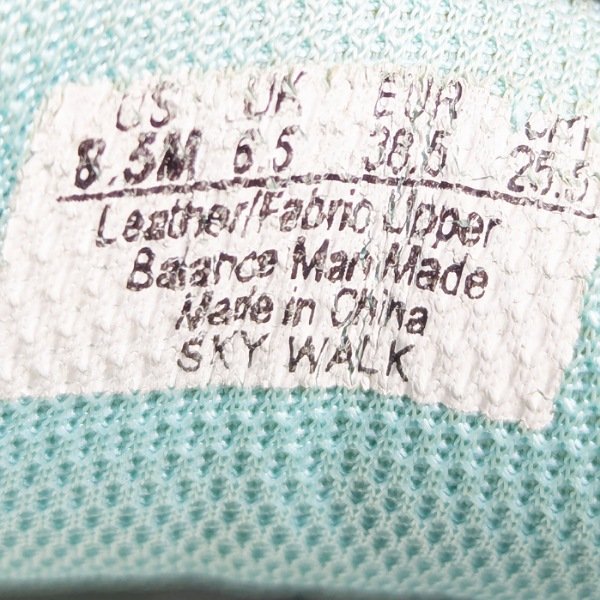 US UK EUR CM
8.5M 6.5 38.5 25.5
Leather/Fabric Upper
Balance Man Made
Made in China
SKY WALK